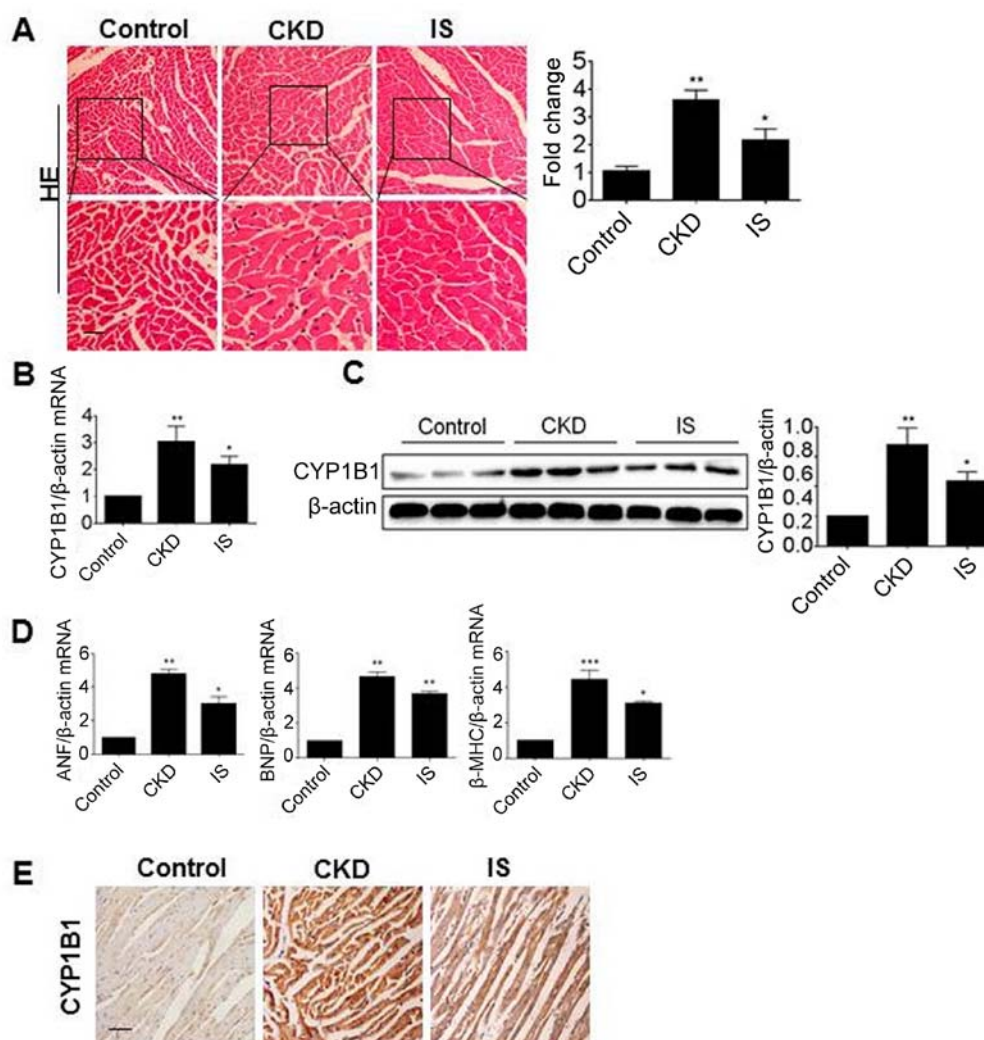 A
Control
CKD
IS
HE
Fold change
5
4
3
2
1
0
**
*
Control
CKD
IS
B
CYP1B1/β-actin mRNA
4
3
2
1
0
**
*
Control
CKD
IS
C
Control
CKD
IS
CYP1B1
β-actin
CYP1B1/β-actin
1.0
0.8
0.6
0.4
0.2
0.0
**
*
Control
CKD
IS
D
ANF/β-actin mRNA
6
4
2
0
**
*
Control
CKD
IS
BNP/β-actin mRNA
6
4
2
0
**
**
Control
CKD
IS
β-MHC/β-actin mRNA
6
4
2
0
***
*
Control
CKD
IS
E
Control
CKD
IS
CYP1B1